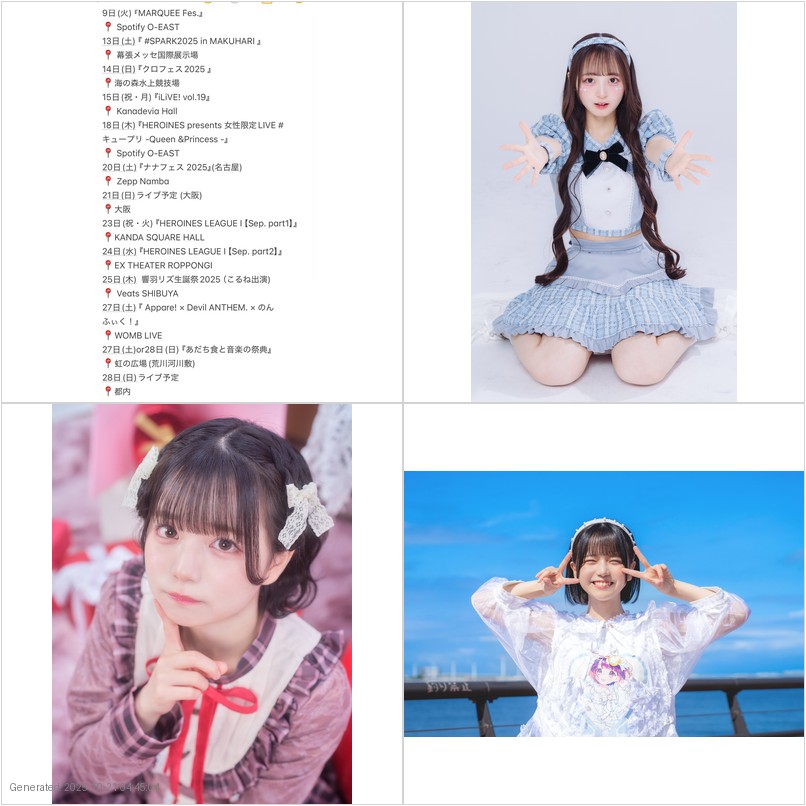 9日(火)『MARQUEE Fes.』
📍 Spotify O-EAST
13日(土)『 #SPARK2025 in MAKUHARI 』
📍 幕張メッセ国際展示場
14日(日)『クロフェス2025 』
📍海の森水上競技場
15日(祝・月)『iLiVE! vol.19』
📍 Kanadevia Hall
18日(木)『HEROINES presents 女性限定LIVE #
キュープリ -Queen &Princess -』
📍 Spotify O-EAST
20日(土)『ナナフェス 2025』(名古屋)
📍 Zepp Namba
21日(日)ライブ予定 (大阪)
📍大阪
23日(祝・火)『HEROINES LEAGUE Ⅰ【Sep. part1】』
📍KANDA SQUARE HALL
24日(水)『HEROINES LEAGUE Ⅰ【Sep. part2】』
📍EX THEATER ROPPONGI
25日(木) 響羽リズ生誕祭2025 (こるね出演)
📍 Veats SHIBUYA
27日(土)『 Appare! × Devil ANTHEM. × のん
ふぃく！』
📍WOMB LIVE
27日(土)or28日(日)『あだち食と音楽の祭典』
📍虹の広場(荒川河川敷)
28日(日)ライブ予定
📍都内
釣り禁止
Generated